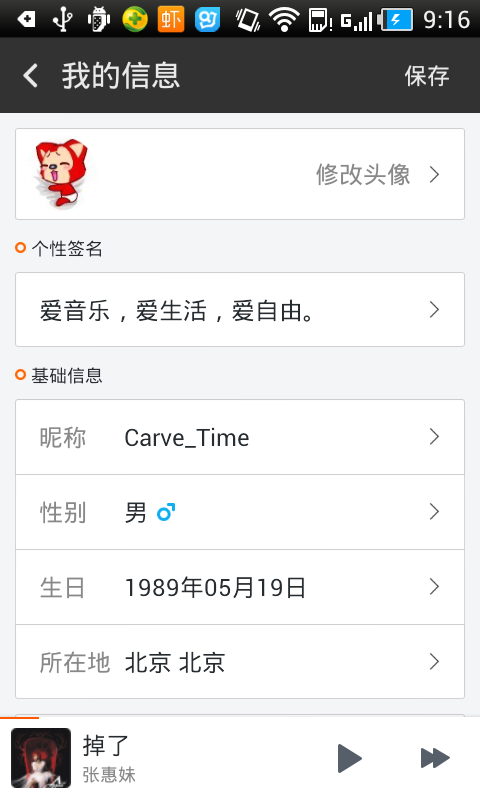 虾
G
9:16
我的信息
保存
修改头像
个性签名
爱音乐，爱生活，爱自由。
基础信息
昵称 Carve_Time
性别 男
生日 1989年05月19日
所在地 北京 北京
掉了
张惠妹